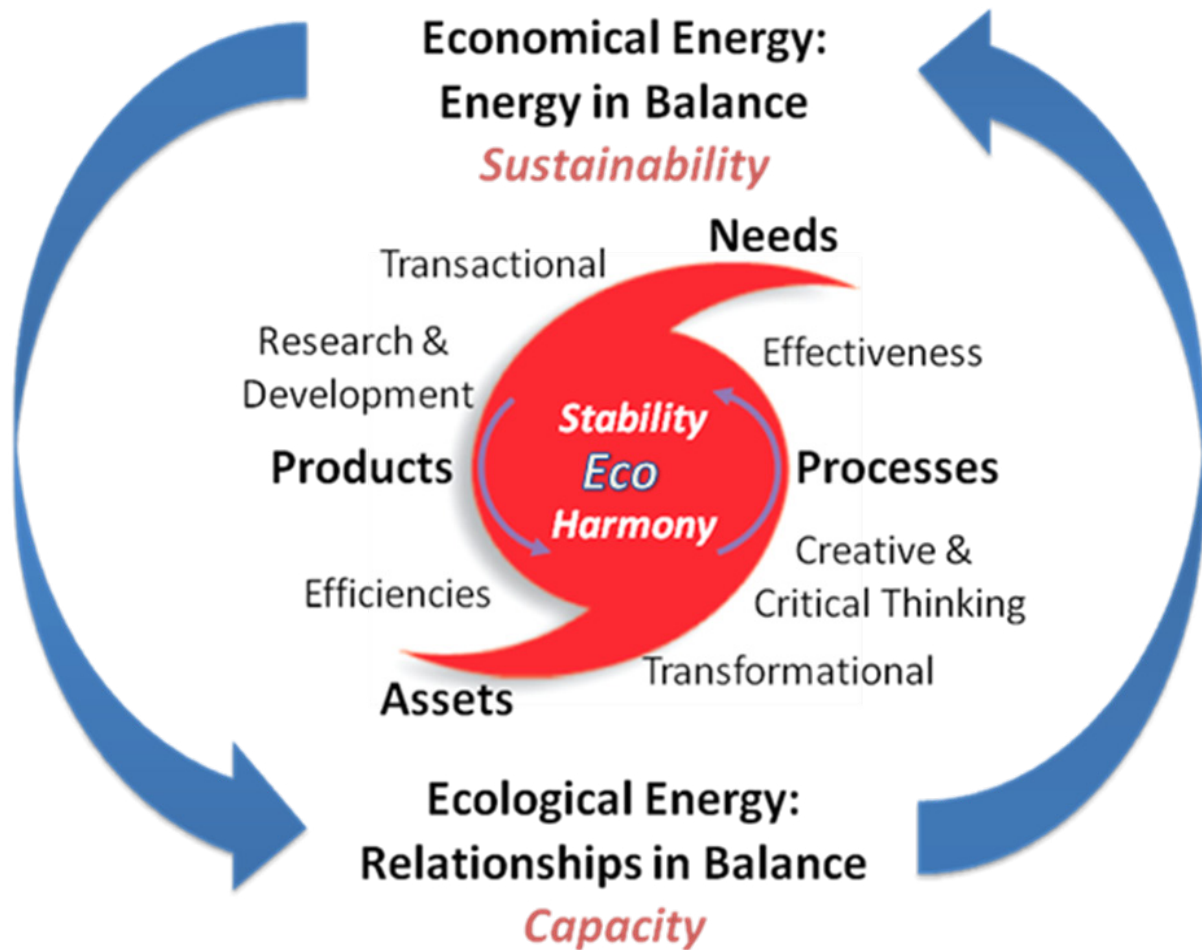 Economical Energy:
Energy in Balance
Sustainability
Needs
Transactional
Research &
Development
Effectiveness
Products
Stability
Eco
Harmony
Processes
Efficiencies
Creative &
Critical Thinking
Transformational
Assets
Ecological Energy:
Relationships in Balance
Capacity